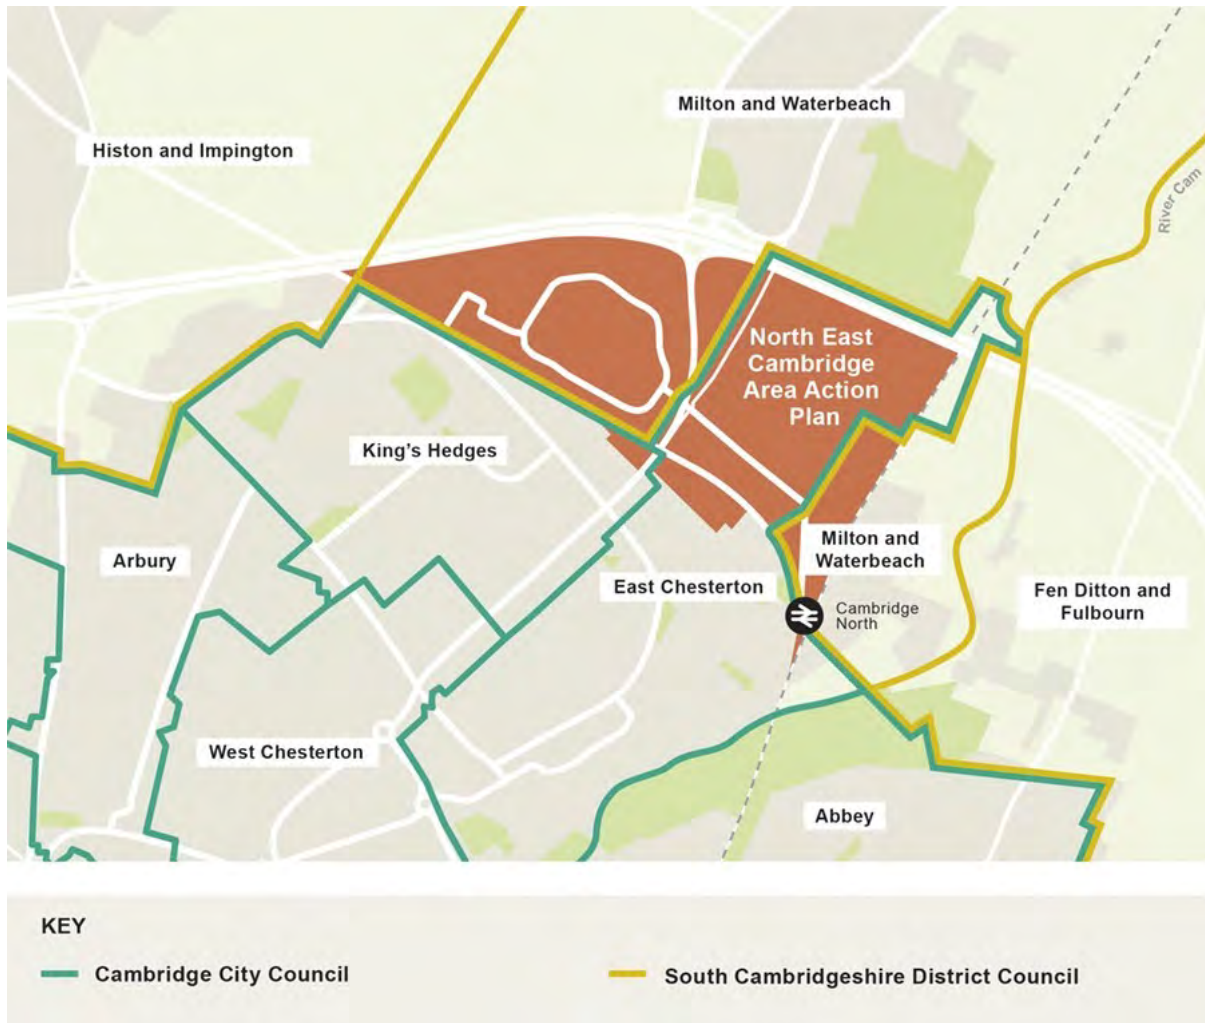 Milton and Waterbeach
Histon and Impington
River Cam
North East
Cambridge
Area Action
Plan
King's Hedges
Arbury
Milton and
Waterbeach
East Chesterton
Fen Ditton and
Fulbourn
Cambridge
North
West Chesterton
Abbey
KEY
Cambridge City Council
South Cambridgeshire District Council